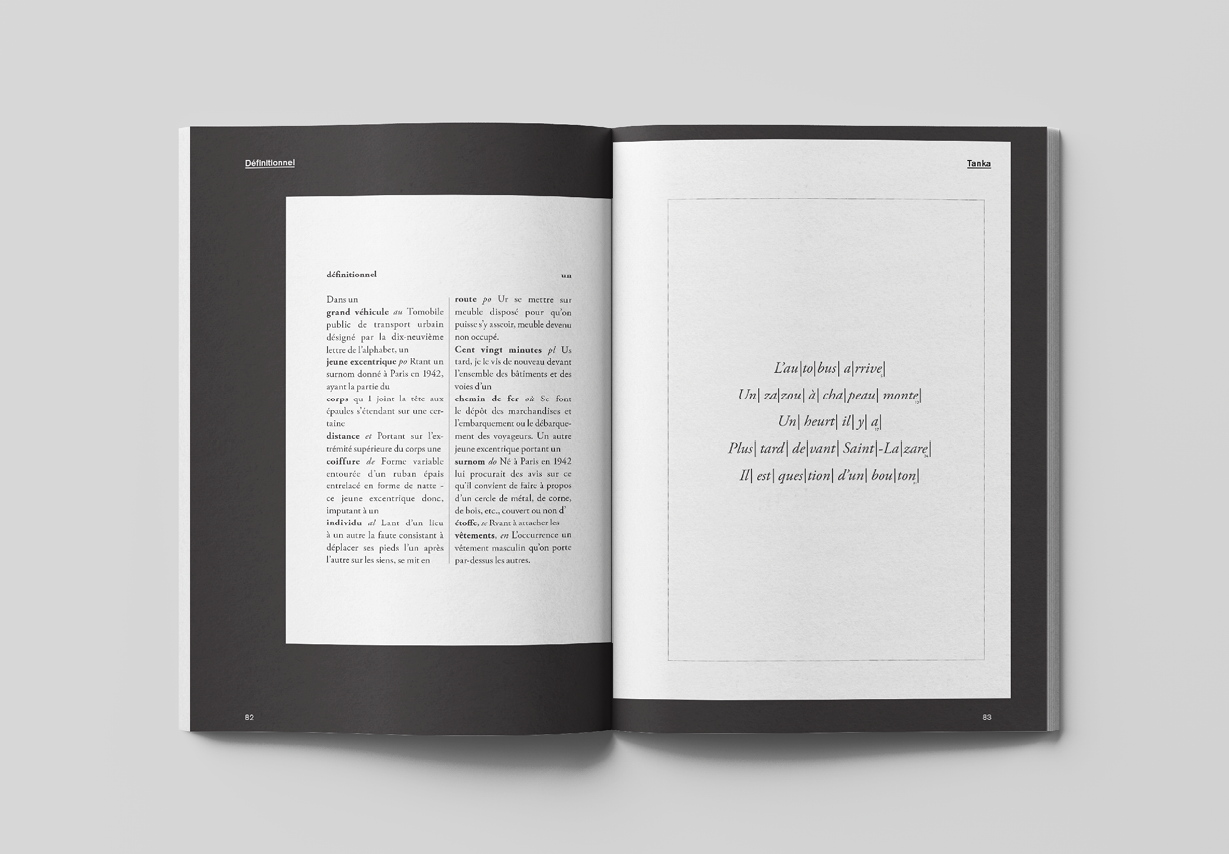 Définitionnel
définitionnel un
Dans un
grand véhicule au Tomobile
public de transport urbain
désigné par la dix-neuvième
lettre de l'alphabet, un
jeune excentrique po Rtant un
surnom donné à Paris en 1942,
ayant la partie du
corps qu I joint la tête aux
épaules s'étendant sur une cer-
taine
distance et Portant sur l'ex-
trémité supérieure du corps une
coiffure de Forme variable
entourée d'un ruban épais
entrelacé en forme de natte -
ce jeune excentrique donc,
imputant à un
individu al Lant d'un lieu
à un autre la faute consistant à
déplacer ses pieds l'un après
l'autre sur les siens, se mit en
route po Ur se mettre sur
meuble disposé pour qu'on
puisse s'y asseoir, meuble devenu
non occupé.
Cent vingt minutes pl Us
tard, je le vis de nouveau devant
l'ensemble des bâtiments et des
voies d'un
chemin de fer où Se font
le dépôt des marchandises et
l'embarquement ou le débarque-
ment des voyageurs. Un autre
jeune excentrique portant un
surnom do Né à Paris en 1942
lui procurait des avis sur ce
qu'il convient de faire à propos
d'un cercle de métal, de corne,
de bois, etc., couvert ou non d'
étoffe, se Rvant à attacher les
vêtements, en L'occurrence un
vêtement masculin qu'on porte
par-dessus les autres.
82
Tanka
L'au|to|bus| a|rrive|
Un| za|zou| à| cha|peau| monte|
Un| heurt| il| y| a|
Plus| tard| de|vant| Saint|-La|zare|
Il| est| ques|tion| d'un| bou|ton|
83